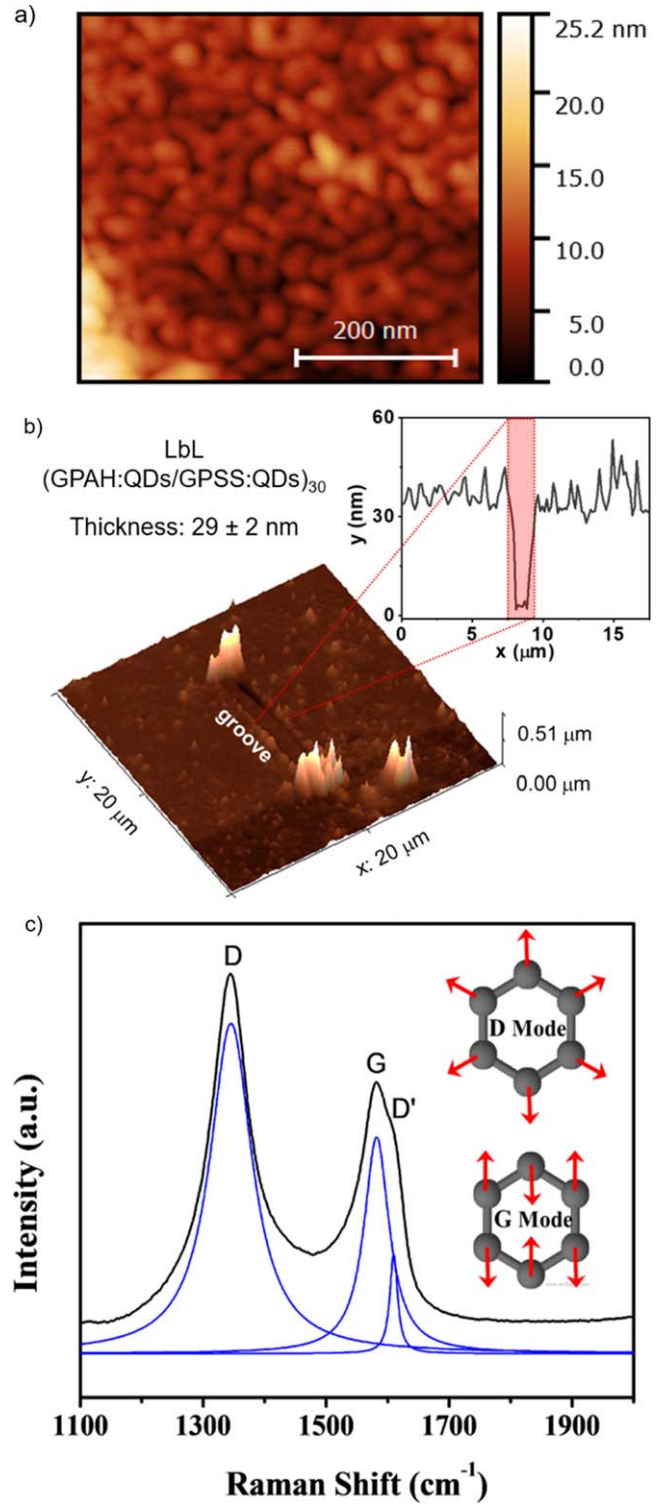 a)
25.2 nm
20.0
15.0
10.0
5.0
0.0
200 nm
b)
LbL
(GPAH:QDs/GPSS:QDs)30
Thickness: 29 ± 2 nm
60
30
0
y (nm)
0 5 10 15
x (μm)
groove
0.51 μm
0.00 μm
y: 20 μm
x: 20 μm
c)
D
G
D'
D Mode
G Mode
Intensity (a.u.)
1100 1300 1500 1700 1900
Raman Shift (cm-1)